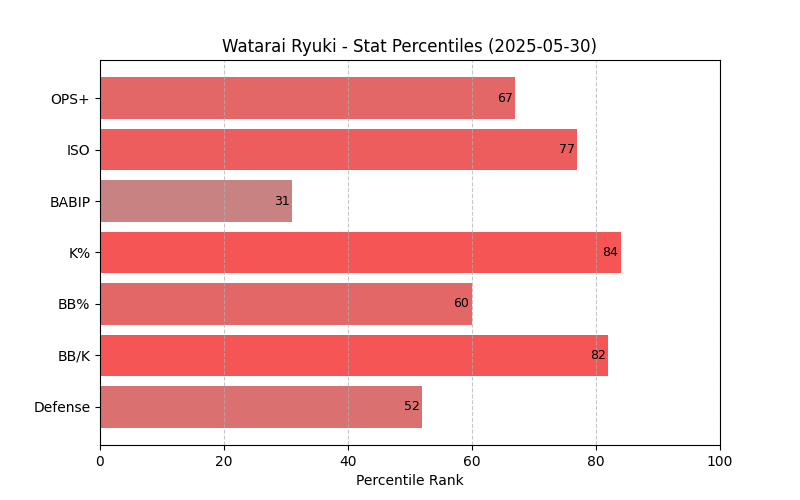 Watarai Ryuki - Stat Percentiles (2025-05-30)
OPS+ 67
ISO 77
BABIP 31
K% 84
BB% 60
BB/K 82
Defense 52
0 20 40 60 80 100
Percentile Rank